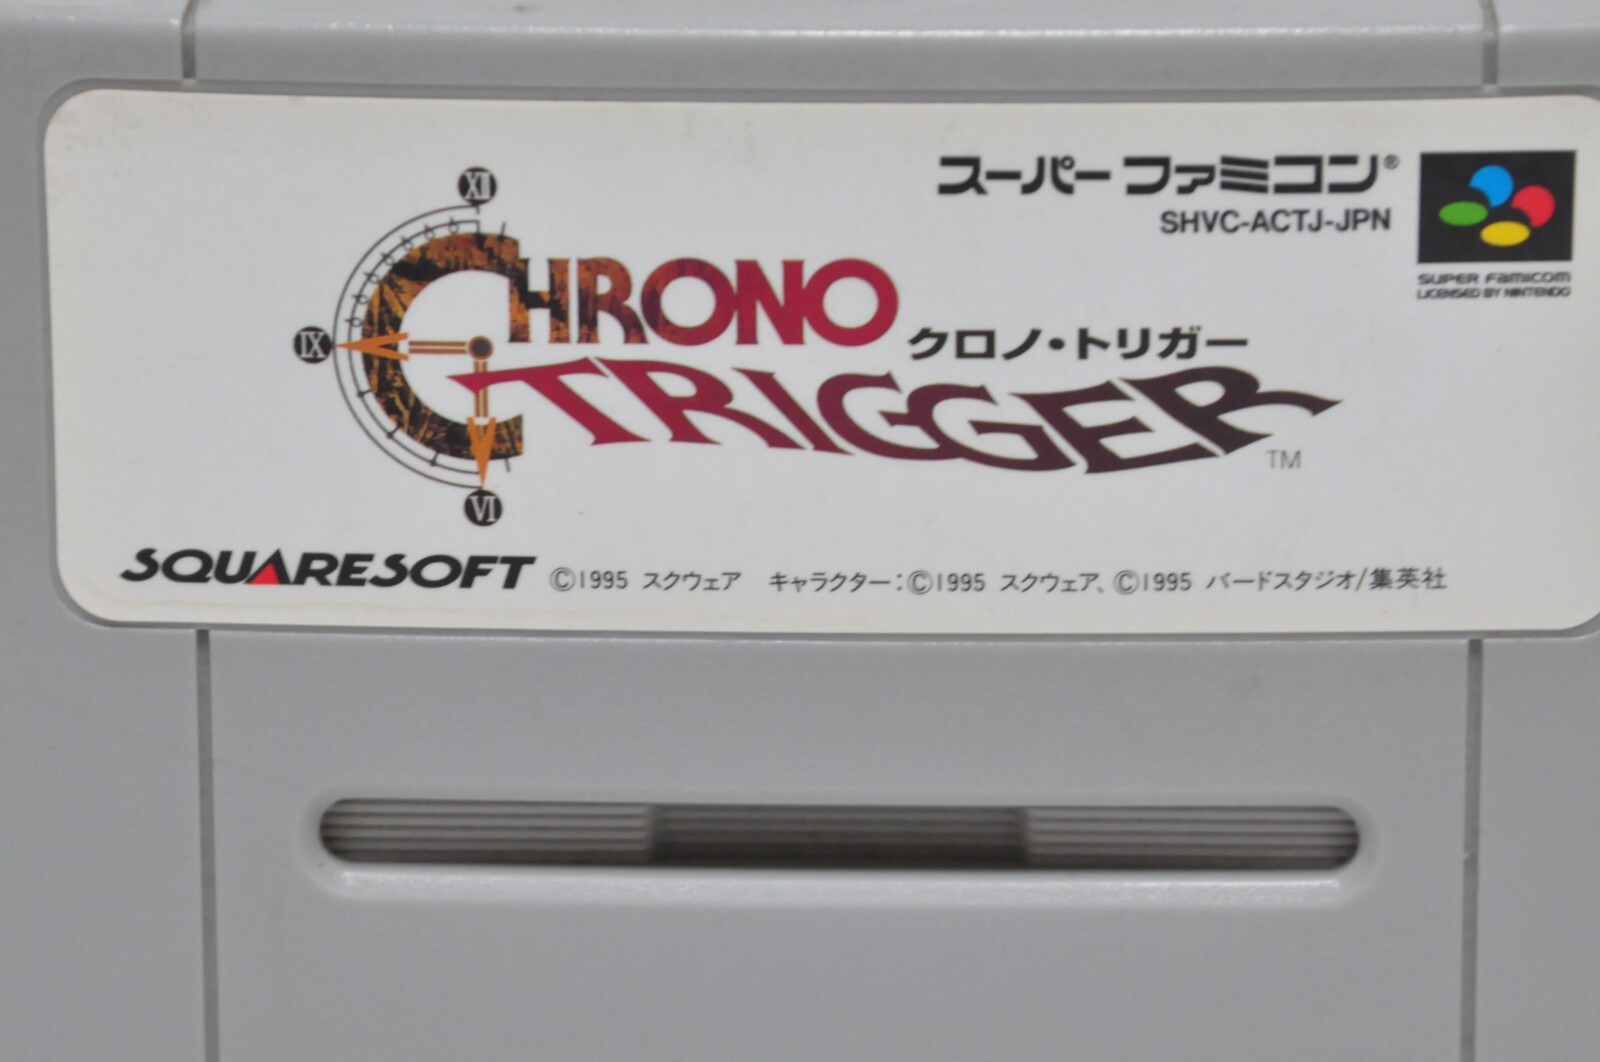 スーパーファミコン®
SHVC-ACTJ-JPN
SUPER FAMICOM
LICENSED BY NINTENDO
XII
IX
VI
CHRONO
クロノ・トリガー
TRIGGER™
SQUARESOFT ©1995 スクウェア キャラクター:©1995 スクウェア、©1995 バードスタジオ/集英社